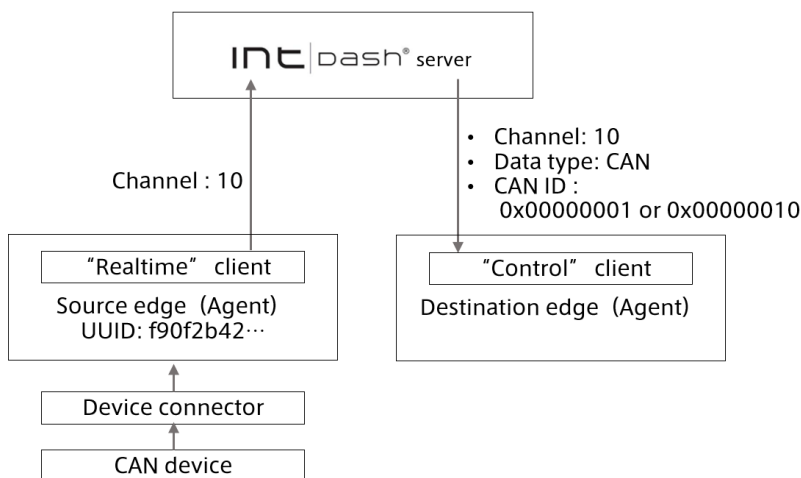 intdash® server
Channel : 10
• Channel: 10
• Data type: CAN
• CAN ID :
0x00000001 or 0x00000010
“Realtime” client
Source edge (Agent)
UUID: f90f2b42…
“Control” client
Destination edge (Agent)
Device connector
CAN device